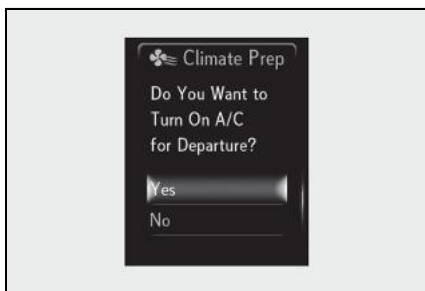 Climate Prep
Do You Want to
Turn On A/C
for Departure?
Yes
No